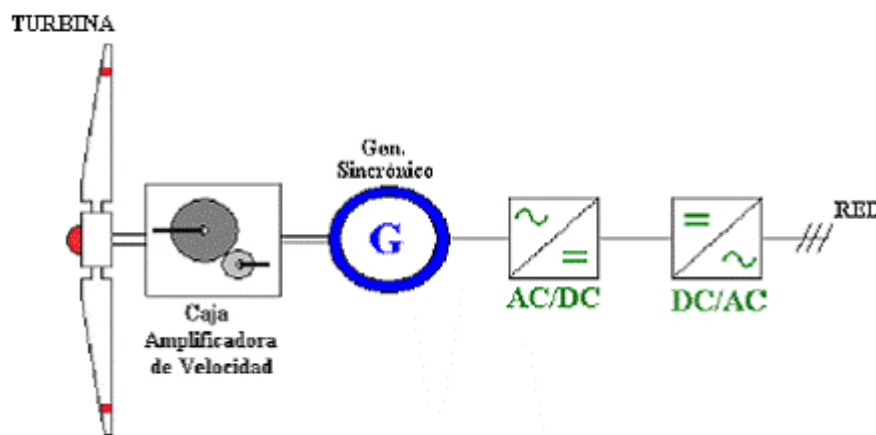 TURBINA
Gen.
Sincrónico
G
RED
AC/DC
DC/AC
Caja
Amplificadora
de Velocidad